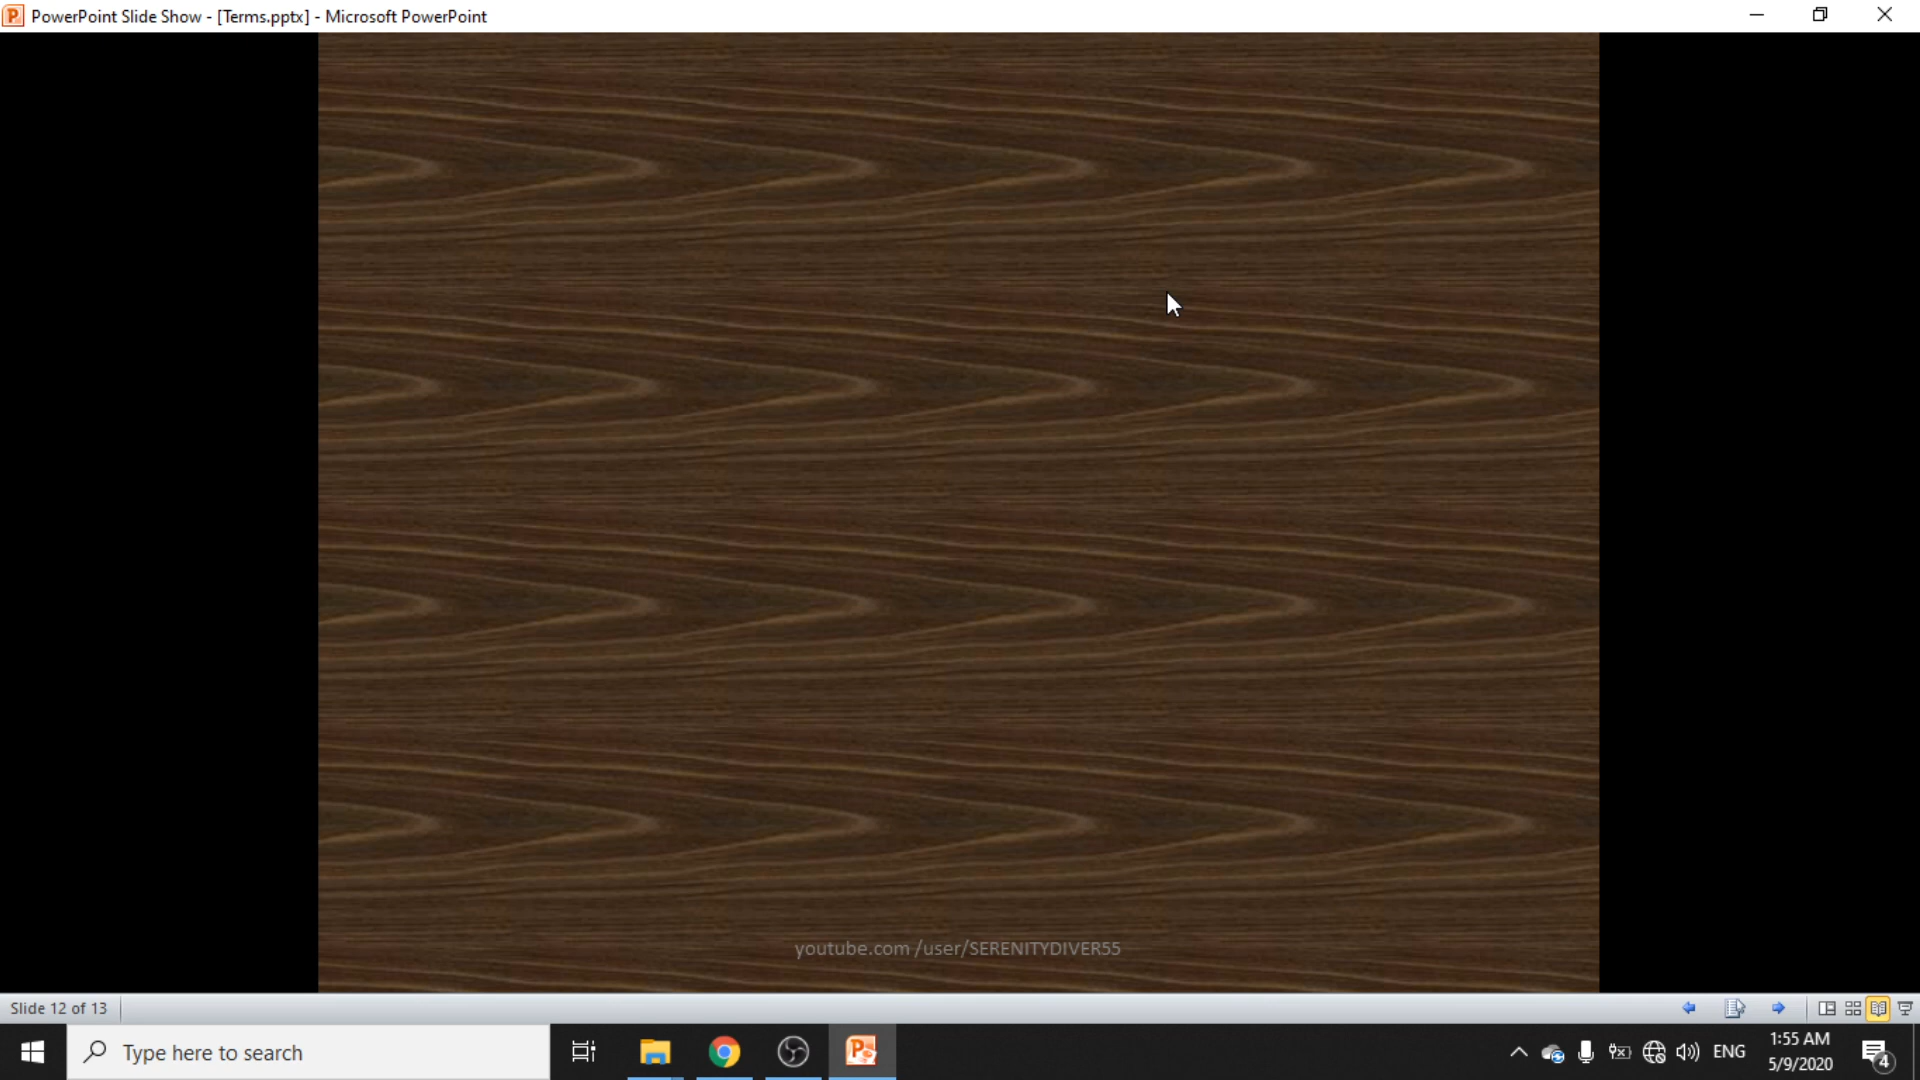 PowerPoint Slide Show - [Terms.pptx] - Microsoft PowerPoint
youtube.com /user/SERENITYDIVER55
Slide 12 of 13
Type here to search
ENG
1:55 AM
5/9/2020
4